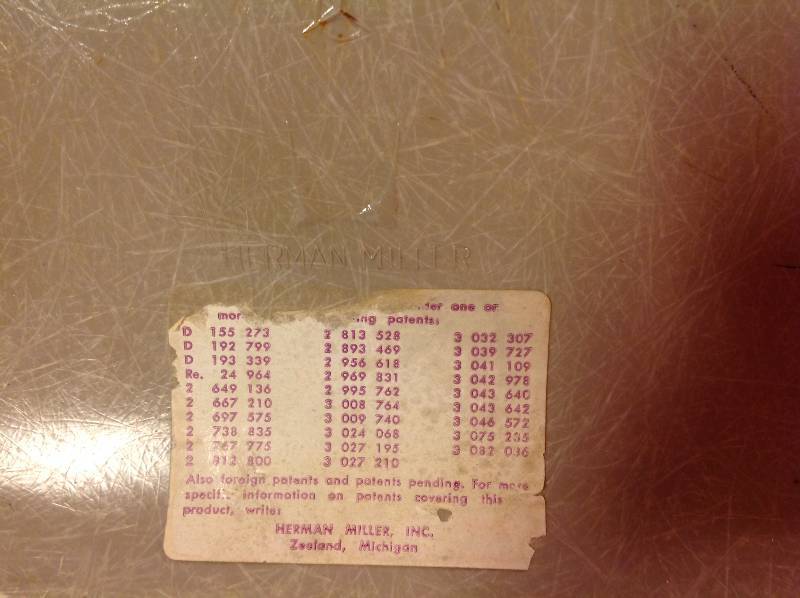 HERMAN MILLER
one or
patents:
D 155 273 2 813 528 3 032 307
D 192 799 2 893 469 3 039 727
D 193 339 2 956 618 3 041 109
Re. 24 964 2 969 831 3 042 978
2 649 136 2 995 762 3 043 640
2 667 210 3 008 764 3 043 642
2 697 575 3 009 740 3 046 572
2 738 835 3 024 068 3 075 235
2 767 775 3 027 195 3 082 036
2 812 800 3 027 210
Also foreign patents and patents pending. For more
specific information on patents covering this
product, write:
HERMAN MILLER, INC.
Zeeland, Michigan